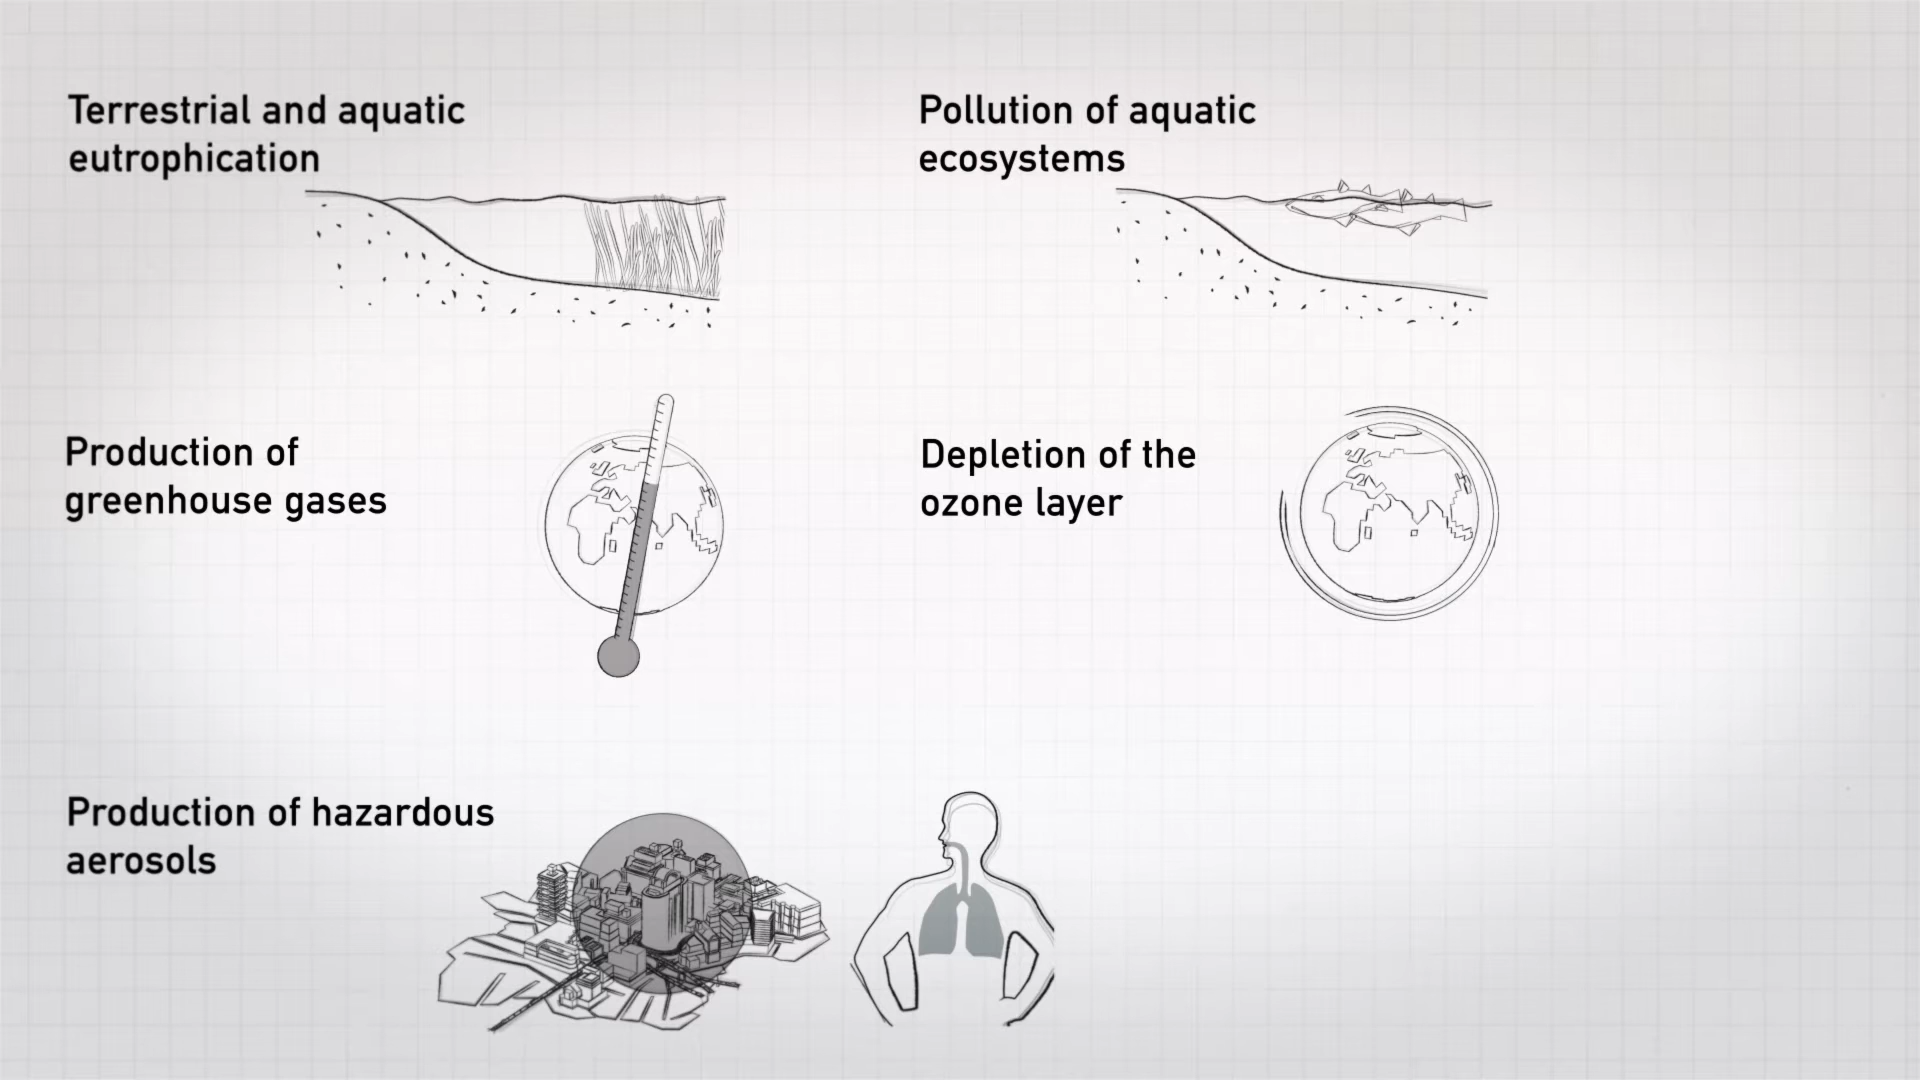 Terrestrial and aquatic
eutrophication
Pollution of aquatic
ecosystems
Production of
greenhouse gases
Depletion of the
ozone layer
Production of hazardous
aerosols